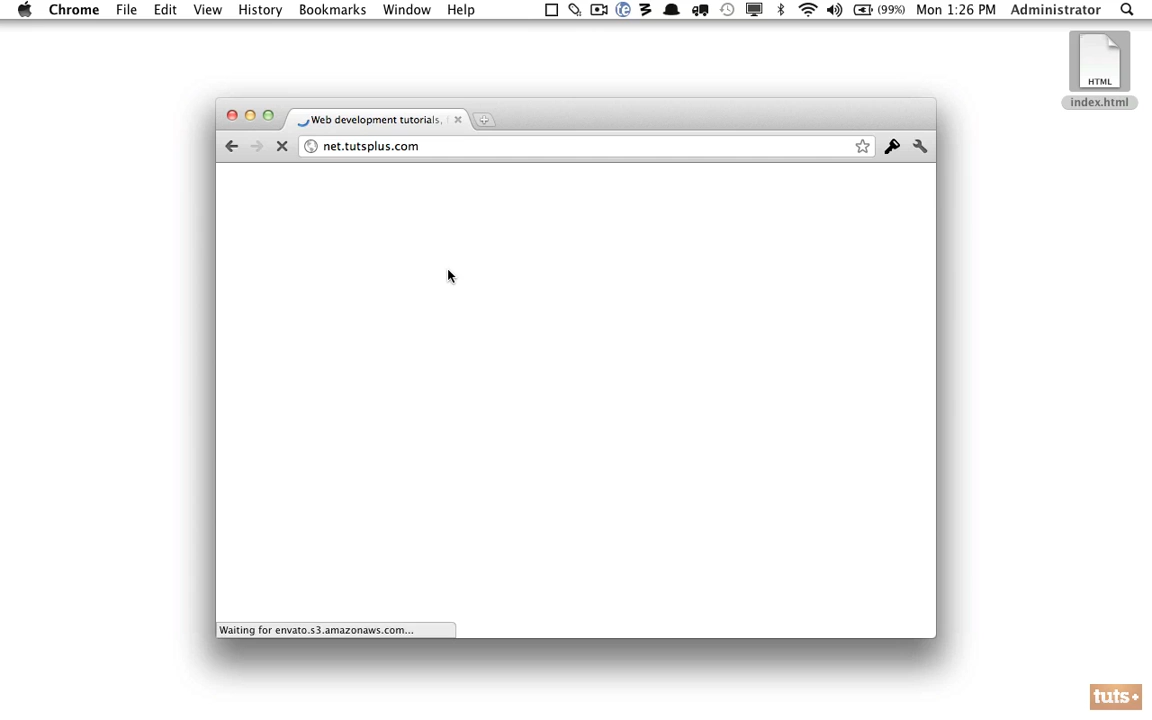 Chrome File Edit View History Bookmarks Window Help (99%) Mon 1:26 PM Administrator
HTML
index.html
Web development tutorials,
net.tutsplus.com
Waiting for envato.s3.amazonaws.com...
tuts+